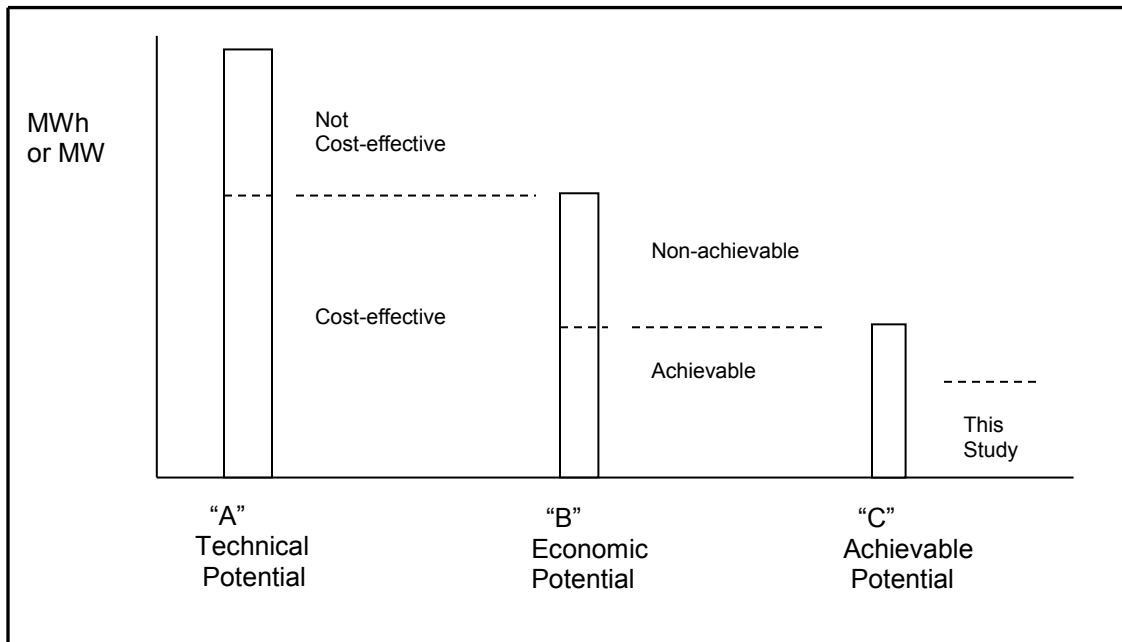 MWh
or MW
Not
Cost-effective
Cost-effective
Non-achievable
Achievable
This
Study
“A”
Technical
Potential
“B”
Economic
Potential
“C”
Achievable
Potential